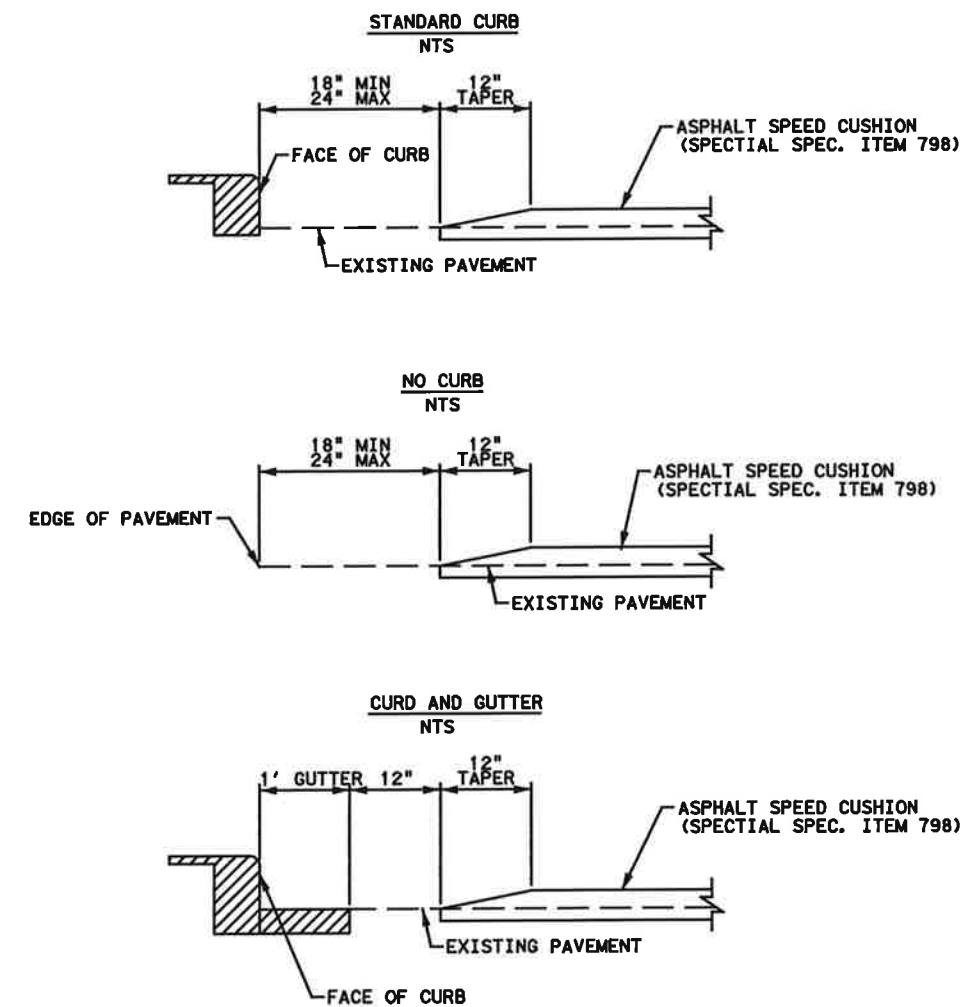 STANDARD CURB
NTS
18" MIN
24" MAX
12"
TAPER
ASPHALT SPEED CUSHION
(SPECTIAL SPEC. ITEM 798)
FACE OF CURB
EXISTING PAVEMENT
NO CURB
NTS
18" MIN
24" MAX
12"
TAPER
ASPHALT SPEED CUSHION
(SPECTIAL SPEC. ITEM 798)
EDGE OF PAVEMENT
EXISTING PAVEMENT
CURD AND GUTTER
NTS
1' GUTTER
12"
12"
TAPER
ASPHALT SPEED CUSHION
(SPECTIAL SPEC. ITEM 798)
EXISTING PAVEMENT
FACE OF CURB